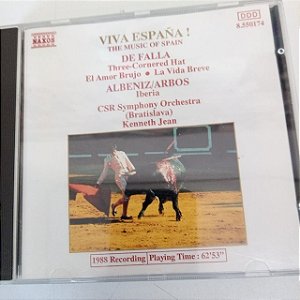 NAXOS
8.550174
VIVA ESPAÑA !
THE MUSIC OF SPAIN
DE FALLA
Three-Cornered Hat
El Amor Brujo • La Vida Breve
ALBENIZ/ARBOS
Iberia
CSR Symphony Orchestra
(Bratislava)
Kenneth Jean
1988 Recording
Playing Time : 62'53"